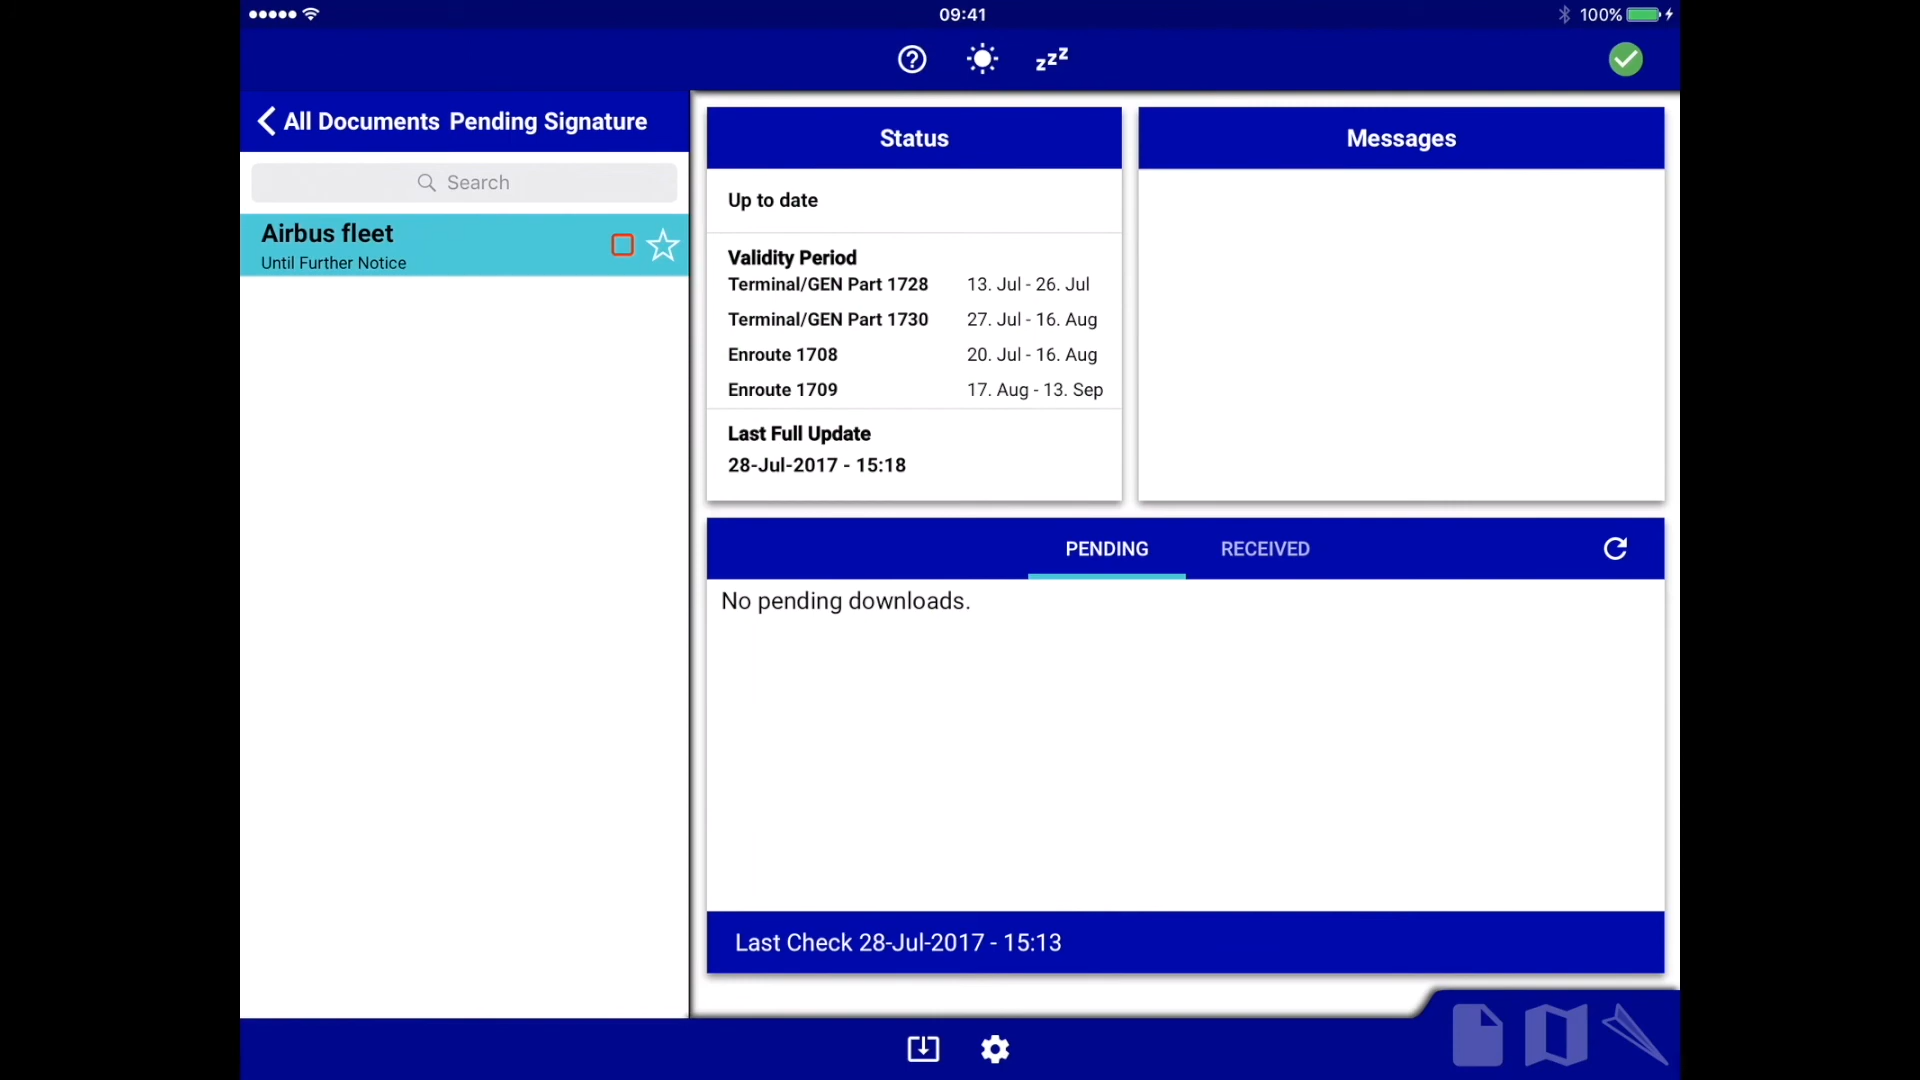 09:41
100%
zzz
All Documents Pending Signature
Search
Airbus fleet
Until Further Notice
Status
Up to date
Validity Period
Terminal/GEN Part 1728 13. Jul - 26. Jul
Terminal/GEN Part 1730 27. Jul - 16. Aug
Enroute 1708 20. Jul - 16. Aug
Enroute 1709 17. Aug - 13. Sep
Last Full Update
28-Jul-2017 - 15:18
Messages
PENDING RECEIVED
No pending downloads.
Last Check 28-Jul-2017 - 15:13